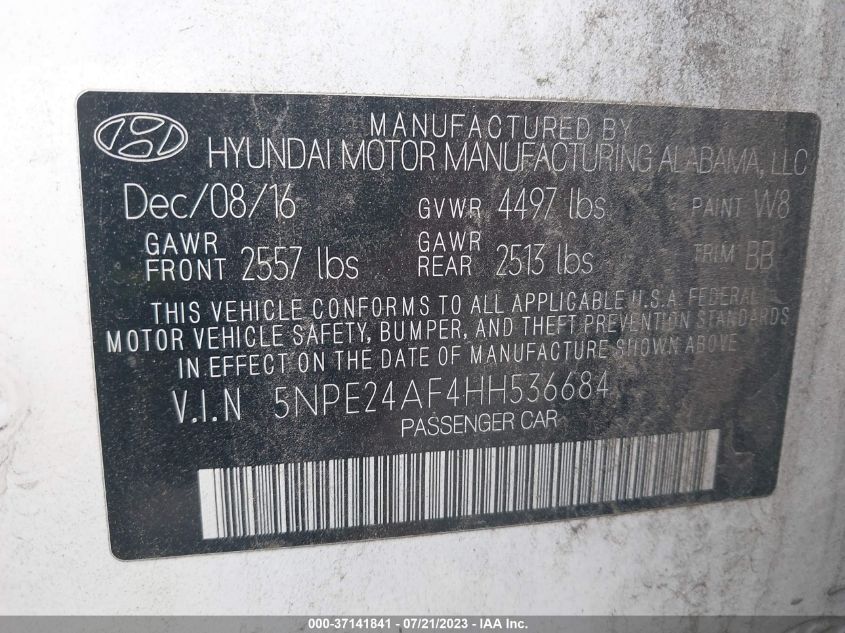 MANUFACTURED BY
HYUNDAI MOTOR MANUFACTURING ALABAMA, LLC
Dec/08/16 GVWR 4497 lbs PAINT W8
GAWR FRONT 2557 lbs GAWR REAR 2513 lbs TRIM BB
THIS VEHICLE CONFORMS TO ALL APPLICABLE U.S.A. FEDERAL
MOTOR VEHICLE SAFETY, BUMPER, AND THEFT PREVENTION STANDARDS
IN EFFECT ON THE DATE OF MANUFACTURE SHOWN ABOVE
V.I.N 5NPE24AF4HH536684
PASSENGER CAR
000-37141841 - 07/21/2023 - IAAI.COM